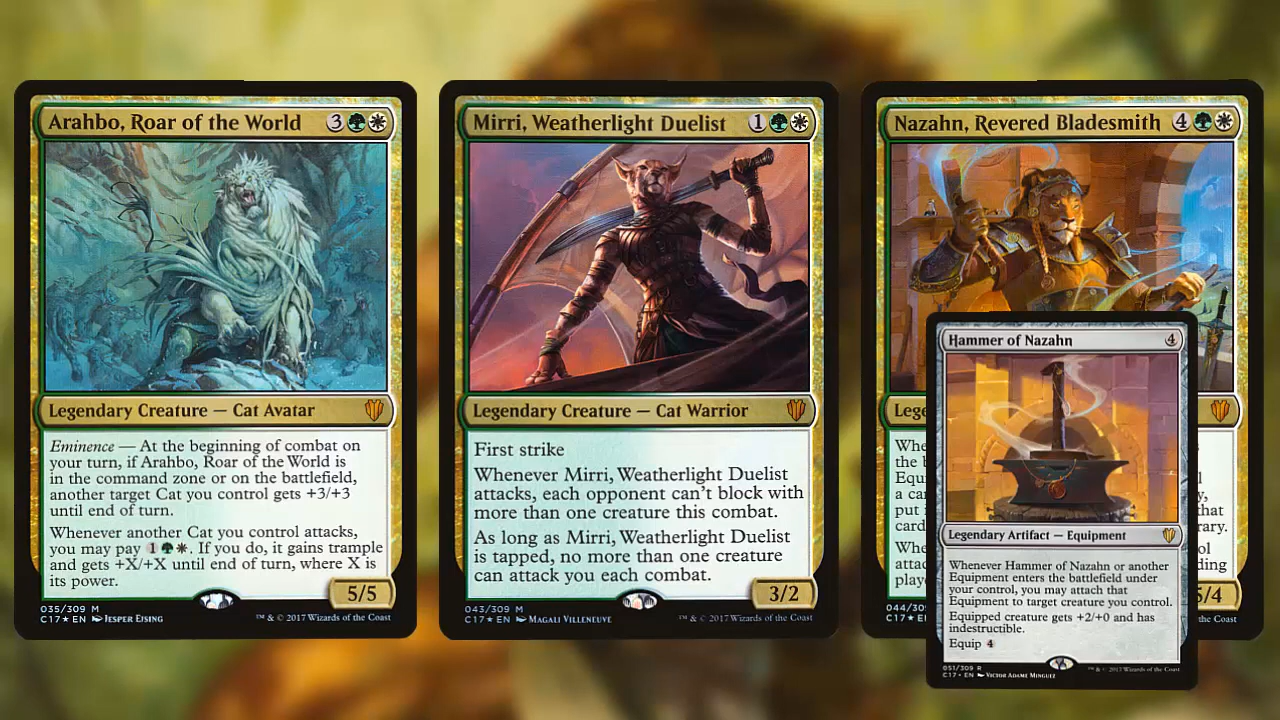 Arahbo, Roar of the World 3
Legendary Creature — Cat Avatar
Eminence — At the beginning of combat on
your turn, if Arahbo, Roar of the World is
in the command zone or on the battlefield,
another target Cat you control gets +3/+3
until end of turn.
Whenever another Cat you control attacks,
you may pay 1. If you do, it gains trample
and gets +X/+X until end of turn, where X is
its power.
5/5
035/309 M
C17 ★ EN Jesper Eising
™ & © 2017 Wizards of the Coast
Mirri, Weatherlight Duelist 1
Legendary Creature — Cat Warrior
First strike
Whenever Mirri, Weatherlight Duelist
attacks, each opponent can't block with
more than one creature this combat.
As long as Mirri, Weatherlight Duelist
is tapped, no more than one creature
can attack you each combat.
3/2
043/309 M
C17 ★ EN Magali Villeneuve
™ & © 2017 Wizards of the Coast
Nazahn, Revered Bladesmith 4
044/309
C17 ★ E
Hammer of Nazahn 4
Legendary Artifact — Equipment
Whenever Hammer of Nazahn or another
Equipment enters the battlefield under
your control, you may attach that
Equipment to target creature you control.
Equipped creature gets +2/+0 and has
indestructible.
Equip 4
051/309 R
C17 • EN Victor Adame Minguez
™ & © 2017 Wizards of the Coast